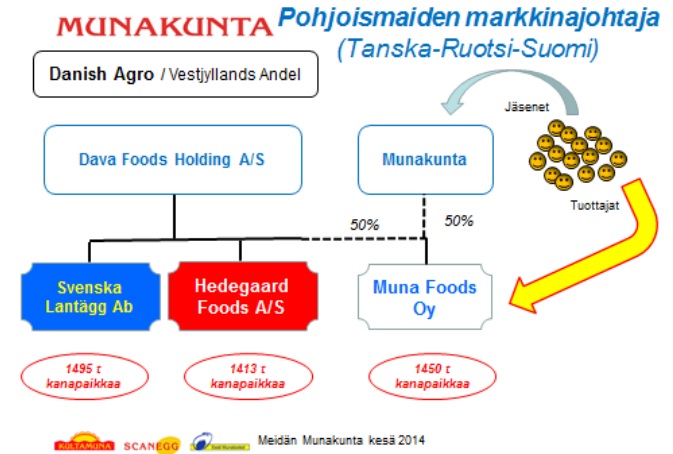 MUNAKUNTA Pohjoismaiden markkinajohtaja
(Tanska-Ruotsi-Suomi)
Danish Agro / Vestjyllands Andel
Jäsenet
Dava Foods Holding A/S
Munakunta
Tuottajat
50%
50%
Svenska
Lantägg Ab
Hedegaard
Foods A/S
Muna Foods
Oy
1495 t
kanapaikkaa
1413 t
kanapaikkaa
1450 t
kanapaikkaa
KULTAMUNA
SCANEGG
Meidän Munakunta kesä 2014